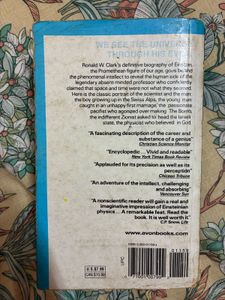 WE SEE THE UNIVERSE
THROUGH HIS EYES
Ronald W. Clark's definitive biography of Einstein,
the Promethean figure of our age, goes behind
the phenomenal intellect to reveal the human side of the
legendary absent-minded professor who confidently
claimed that space and time were not what they seemed.
Here is the classic portrait of the scientist and the man:
the boy growing up in the Swiss Alps, the young man
caught in an unhappy first marriage, the passionate
pacifist who agonized over making The Bomb,
the indifferent Zionist asked to head the Israeli
state, the physicist who believed in God
"A fascinating description of the career and
substance of a genius"
Christian Science Monitor
"Encyclopedic... Vivid and readable"
New York Times Book Review
"Applauded for its precision as well as its
perception"
Chicago Tribune
"An adventure of the intellect, challenging
and absorbing"
Vancouver Sun
"A nonscientist reader will gain a real and
imaginative impression of Einsteinian
physics... A remarkable feat. Read the
book. It is well worth it"
C.P. Snow, Life
www.avonbooks.com